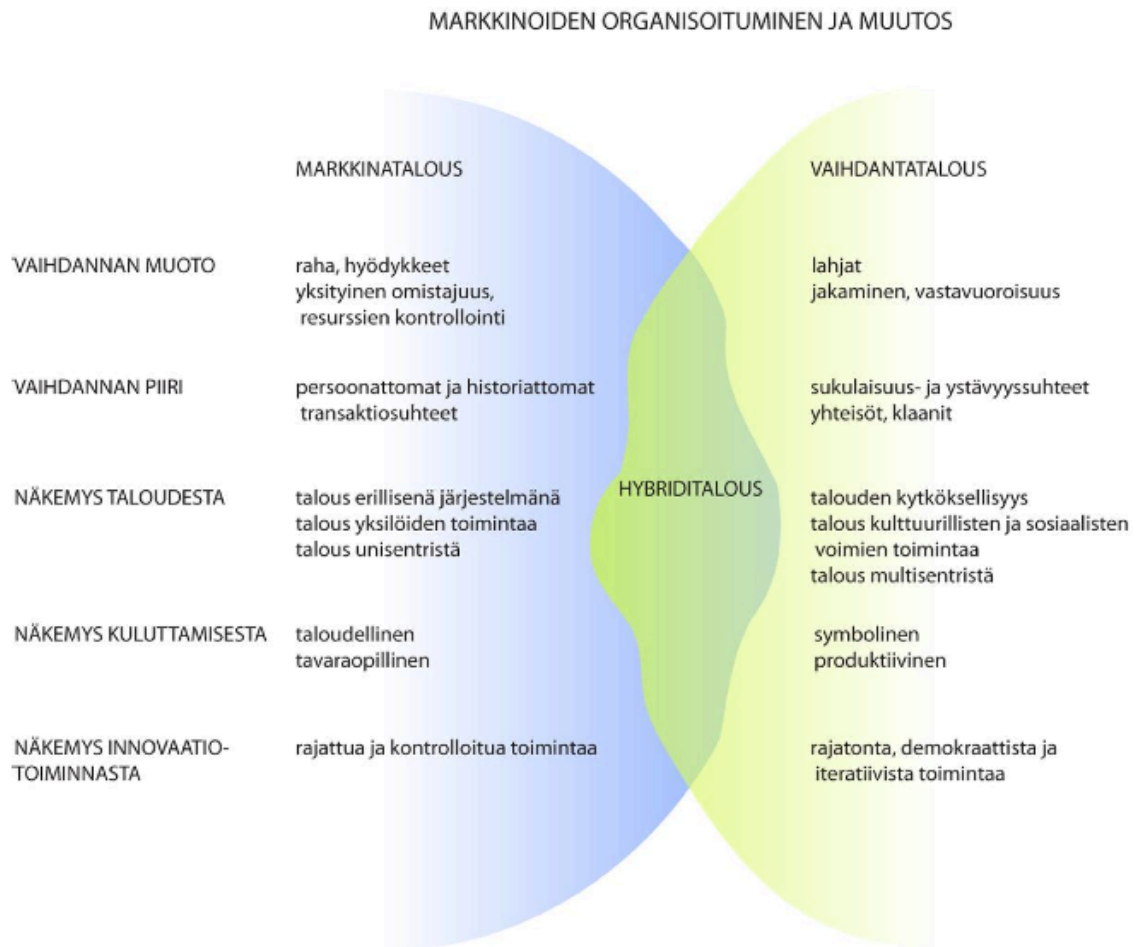 MARKKINOIDEN ORGANISOITUMINEN JA MUUTOS
MARKKINATALOUS
VAIHDANTATALOUS
VAIHDANNAN MUOTO
raha, hyödykkeet
yksityinen omistajuus,
resurssien kontrollointi
lahjat
jakaminen, vastavuoroisuus
VAIHDANNAN PIIRI
persoonattomat ja historiattomat
transaktiosuhteet
sukulaisuus- ja ystävyyssuhteet
yhteisöt, klaanit
NÄKEMYS TALOUDESTA
talous erillisenä järjestelmänä
talous yksilöiden toimintaa
talous unisentristä
HYBRIDITALOUS
talouden kytköksellisyys
talous kulttuurillisten ja sosiaalisten
voimien toimintaa
talous multisentristä
NÄKEMYS KULUTTAMISESTA
taloudellinen
tavaraopillinen
symbolinen
produktiivinen
NÄKEMYS INNOVAATIO-
TOIMINNASTA
rajattua ja kontrolloitua toimintaa
rajatonta, demokraattista ja
iteratiivista toimintaa